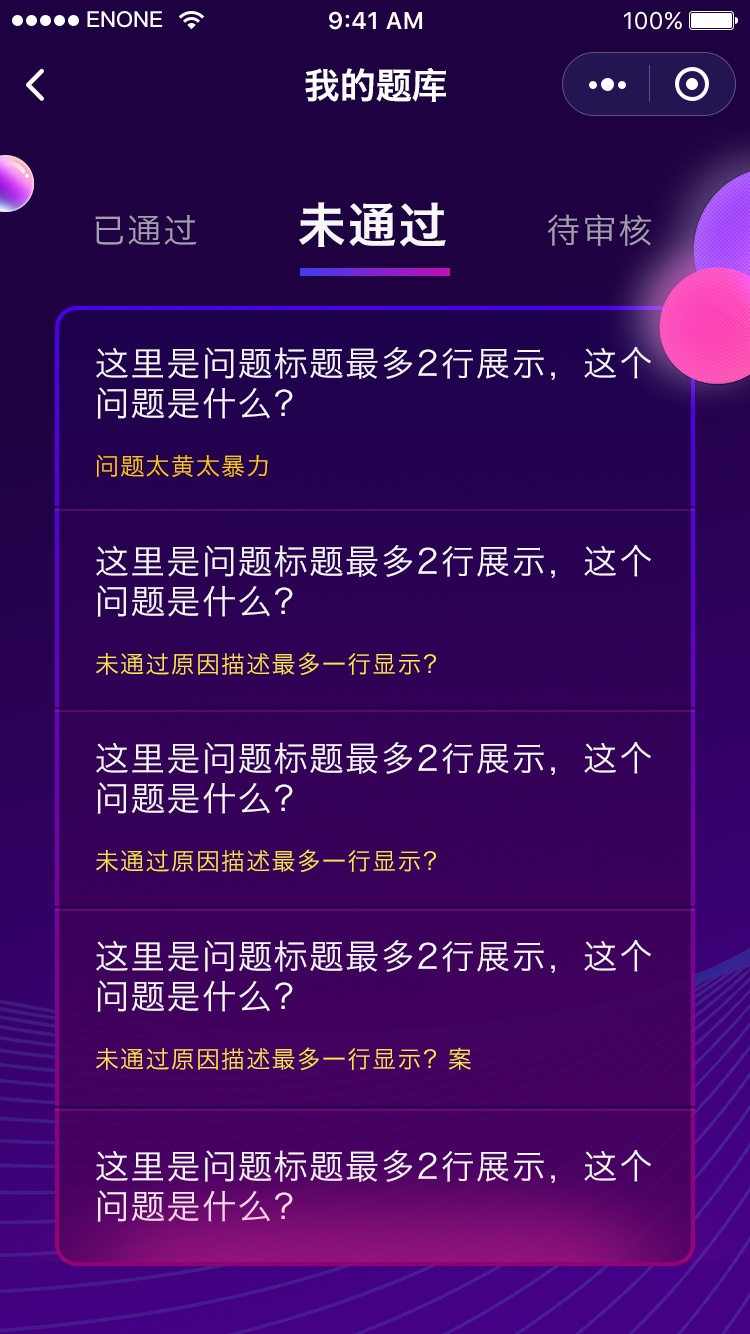 ENONE 9:41 AM 100%
我的题库
已通过 未通过 待审核
这里是问题标题最多2行展示，这个
问题是什么？
问题太黄太暴力
这里是问题标题最多2行展示，这个
问题是什么？
未通过原因描述最多一行显示？
这里是问题标题最多2行展示，这个
问题是什么？
未通过原因描述最多一行显示？
这里是问题标题最多2行展示，这个
问题是什么？
未通过原因描述最多一行显示？案
这里是问题标题最多2行展示，这个
问题是什么？